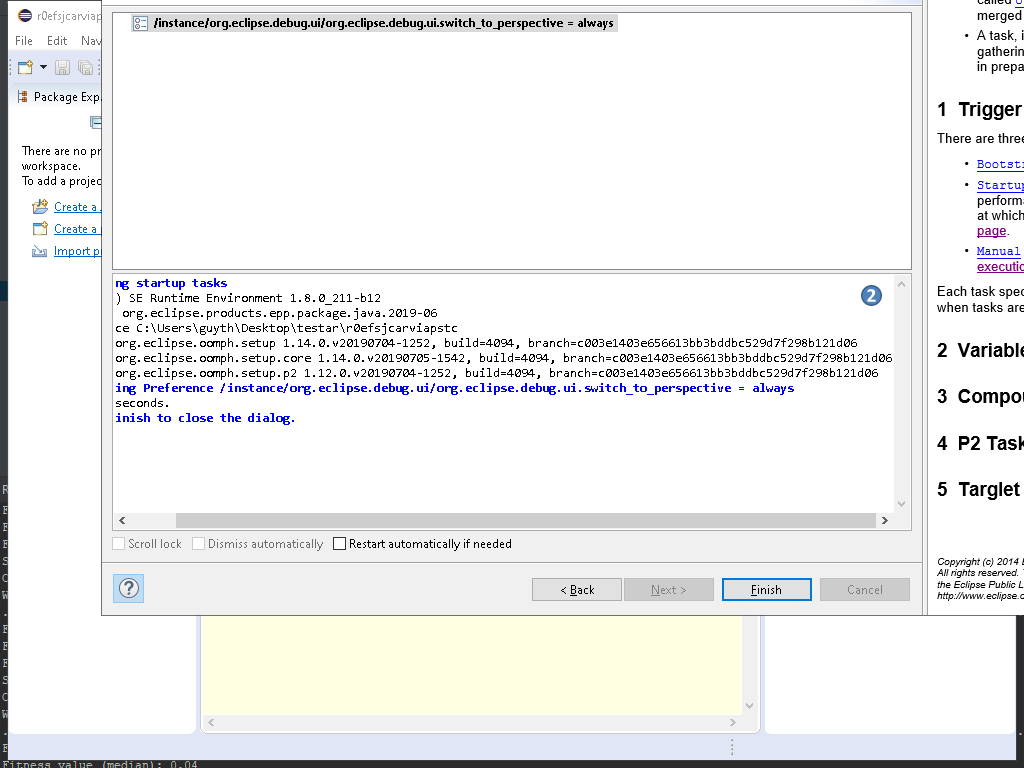 r0efsjcarviap
File Edit Nav
Package Exp
There are no pr
workspace.
To add a projec
Create a
Create a
Import p
/instance/org.eclipse.debug.ui/org.eclipse.debug.ui.switch_to_perspective = always
2
ng startup tasks
) SE Runtime Environment 1.8.0_211-b12
org.eclipse.products.epp.package.java.2019-06
ce C:\Users\guyth\Desktop\testar\r0efsjcarviapstc
org.eclipse.oomph.setup 1.14.0.v20190704-1252, build=4094, branch=c003e1403e656613bb3bddbc529d7f298b121d06
org.eclipse.oomph.setup.core 1.14.0.v20190705-1542, build=4094, branch=c003e1403e656613bb3bddbc529d7f298b121d06
org.eclipse.oomph.setup.p2 1.12.0.v20190704-1252, build=4094, branch=c003e1403e656613bb3bddbc529d7f298b121d06
ing Preference /instance/org.eclipse.debug.ui/org.eclipse.debug.ui.switch_to_perspective = always
seconds.
inish to close the dialog.
Scroll lock Dismiss automatically Restart automatically if needed
? < Back Next > Finish Cancel
merged
• A task, i
gatherin
in prepa
1 Trigger
There are three
• Bootstr
• Startup
performa
at which
page.
• Manual
executio
Each task spec
when tasks are
2 Variable
3 Compou
4 P2 Task
5 Targlet
Copyright (c) 2014 E
All rights reserved.
the Eclipse Public L
http://www.eclipse.o
Fitness value (median): 0.04